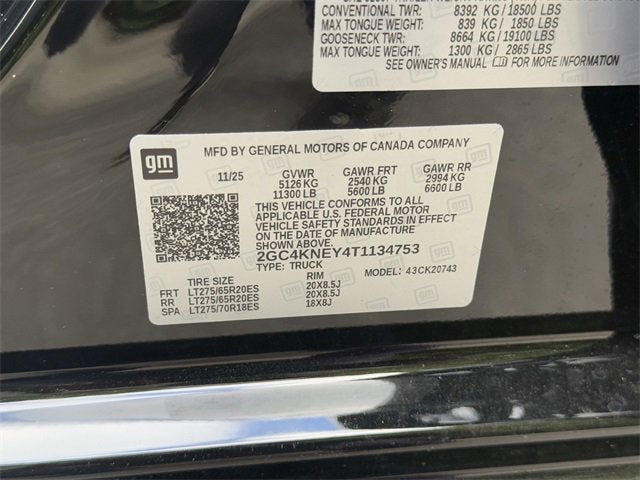 CONVENTIONAL TWR: 8392 KG / 18500 LBS
MAX TONGUE WEIGHT: 839 KG / 1850 LBS
GOOSENECK TWR: 8664 KG / 19100 LBS
MAX TONGUE WEIGHT: 1300 KG / 2865 LBS
SEE OWNER'S MANUAL FOR MORE INFORMATION
gm
MFD BY GENERAL MOTORS OF CANADA COMPANY
11/25 GVWR GAWR FRT GAWR RR
5126 KG 2540 KG 2994 KG
11300 LB 5600 LB 6600 LB
THIS VEHICLE CONFORMS TO ALL
APPLICABLE U.S. FEDERAL MOTOR
VEHICLE SAFETY STANDARDS IN EFFECT
ON THE DATE OF MANUFACTURE
SHOWN ABOVE.
2GC4KNEY4T1134753
TYPE: TRUCK MODEL: 43CK20743
TIRE SIZE RIM
FRT LT275/65R20ES 20X8.5J
RR LT275/65R20ES 20X8.5J
SPA LT275/70R18ES 18X8J